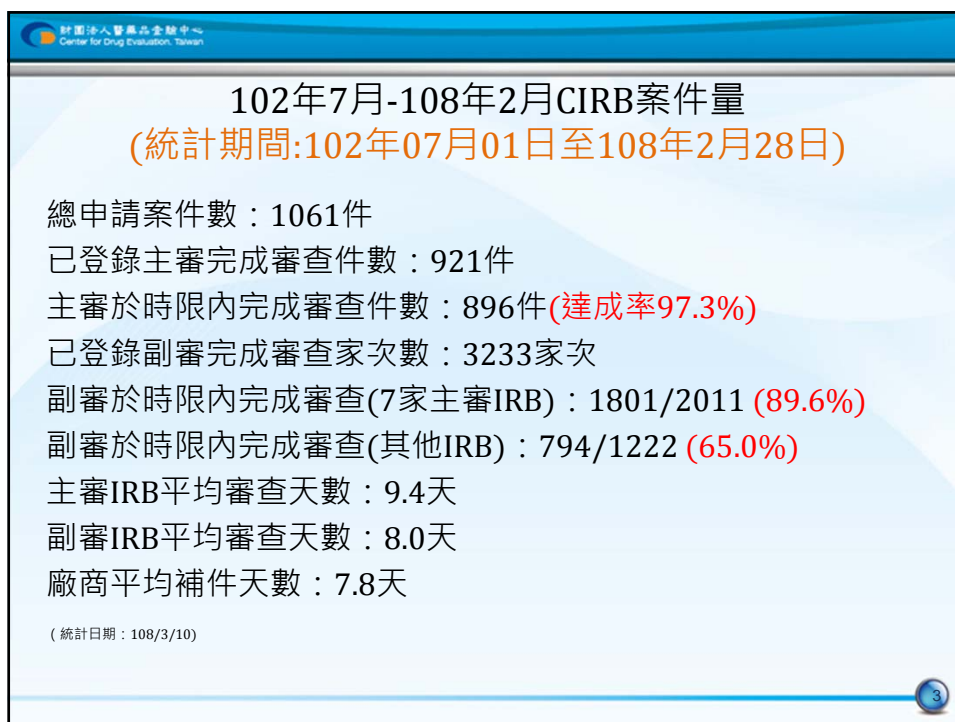 財團法人醫藥品查驗中心
Center for Drug Evaluation, Taiwan
102年7月-108年2月CIRB案件量
(統計期間:102年07月01日至108年2月28日)
總申請案件數：1061件
已登錄主審完成審查件數：921件
主審於時限內完成審查件數：896件(達成率97.3%)
已登錄副審完成審查家次數：3233家次
副審於時限內完成審查(7家主審IRB)：1801/2011 (89.6%)
副審於時限內完成審查(其他IRB)：794/1222 (65.0%)
主審IRB平均審查天數：9.4天
副審IRB平均審查天數：8.0天
廠商平均補件天數：7.8天
（統計日期：108/3/10)
3